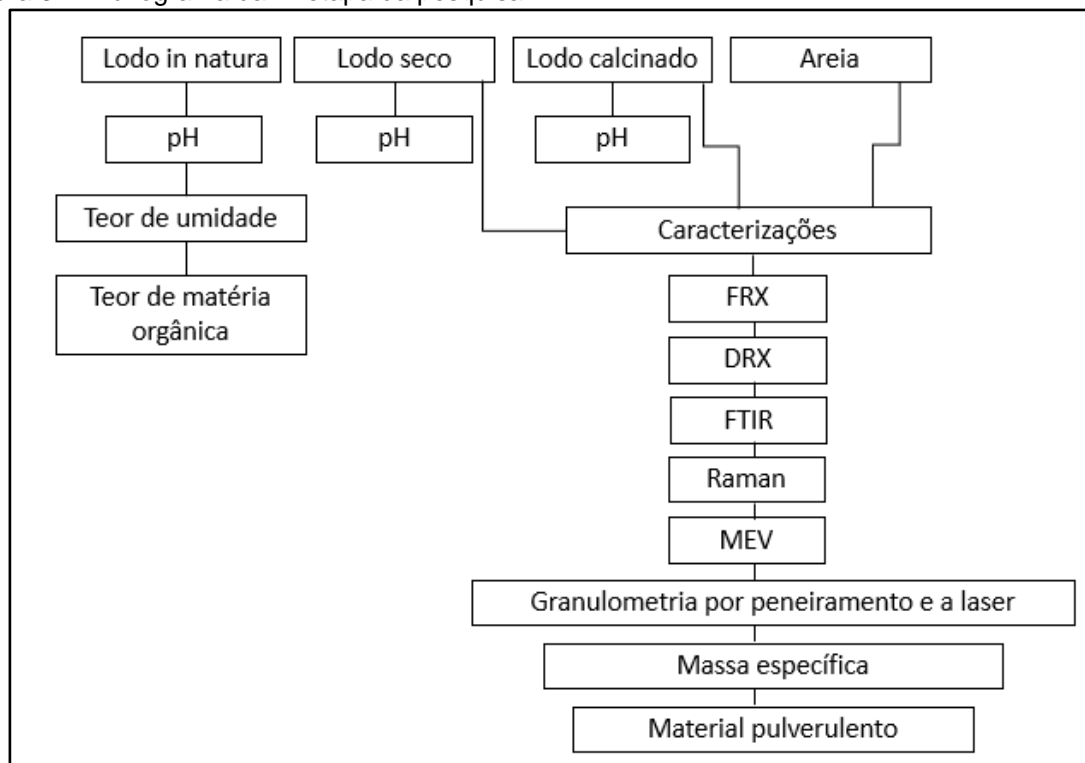 Lodo in natura
Lodo seco
Lodo calcinado
Areia
pH
pH
pH
Teor de umidade
Caracterizações
Teor de matéria
orgânica
FRX
DRX
FTIR
Raman
MEV
Granulometria por peneiramento e a laser
Massa específica
Material pulverulento